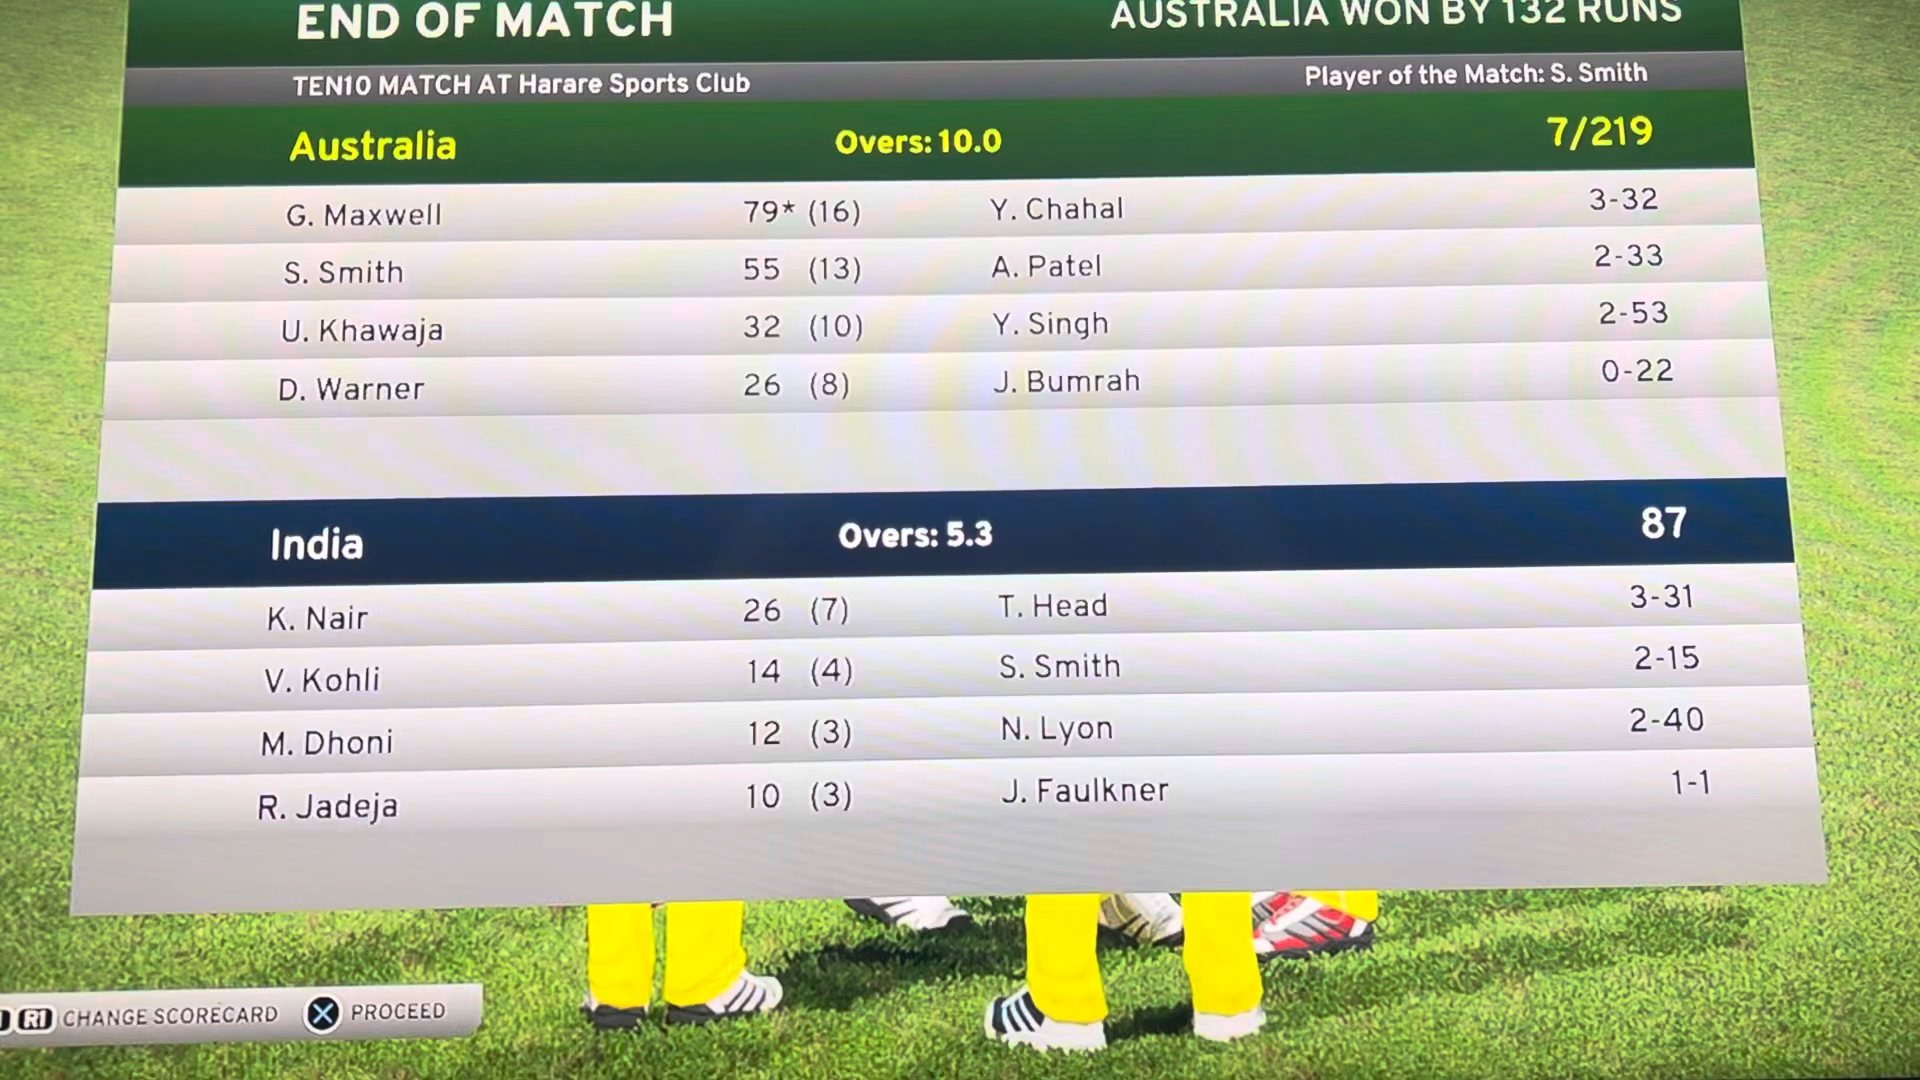 END OF MATCH AUSTRALIA WON BY 132 RUNS
TEN10 MATCH AT Harare Sports Club Player of the Match: S. Smith
Australia Overs: 10.0 7/219
G. Maxwell 79* (16) Y. Chahal 3-32
S. Smith 55 (13) A. Patel 2-33
U. Khawaja 32 (10) Y. Singh 2-53
D. Warner 26 (8) J. Bumrah 0-22
India Overs: 5.3 87
K. Nair 26 (7) T. Head 3-31
V. Kohli 14 (4) S. Smith 2-15
M. Dhoni 12 (3) N. Lyon 2-40
R. Jadeja 10 (3) J. Faulkner 1-1
R1 CHANGE SCORECARD X PROCEED